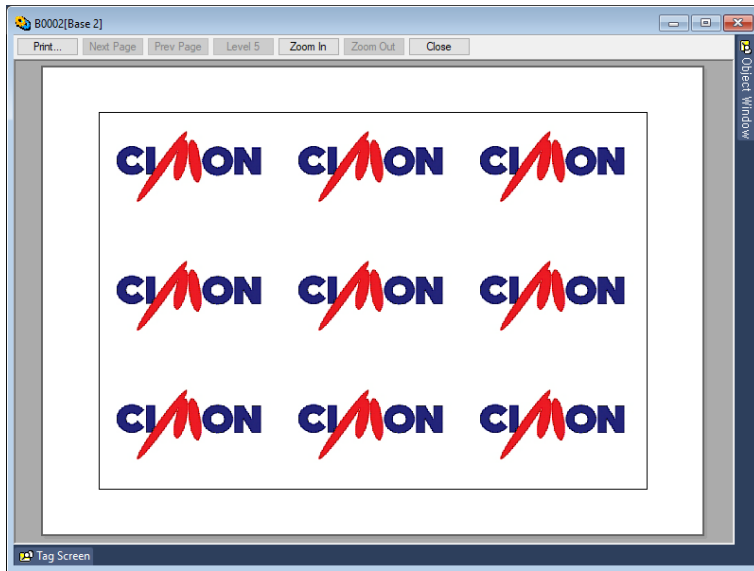 B0002[Base 2]
Print... Next Page Prev Page Level 5 Zoom In Zoom Out Close
Object Window
CIMON CIMON CIMON
CIMON CIMON CIMON
CIMON CIMON CIMON
Tag Screen